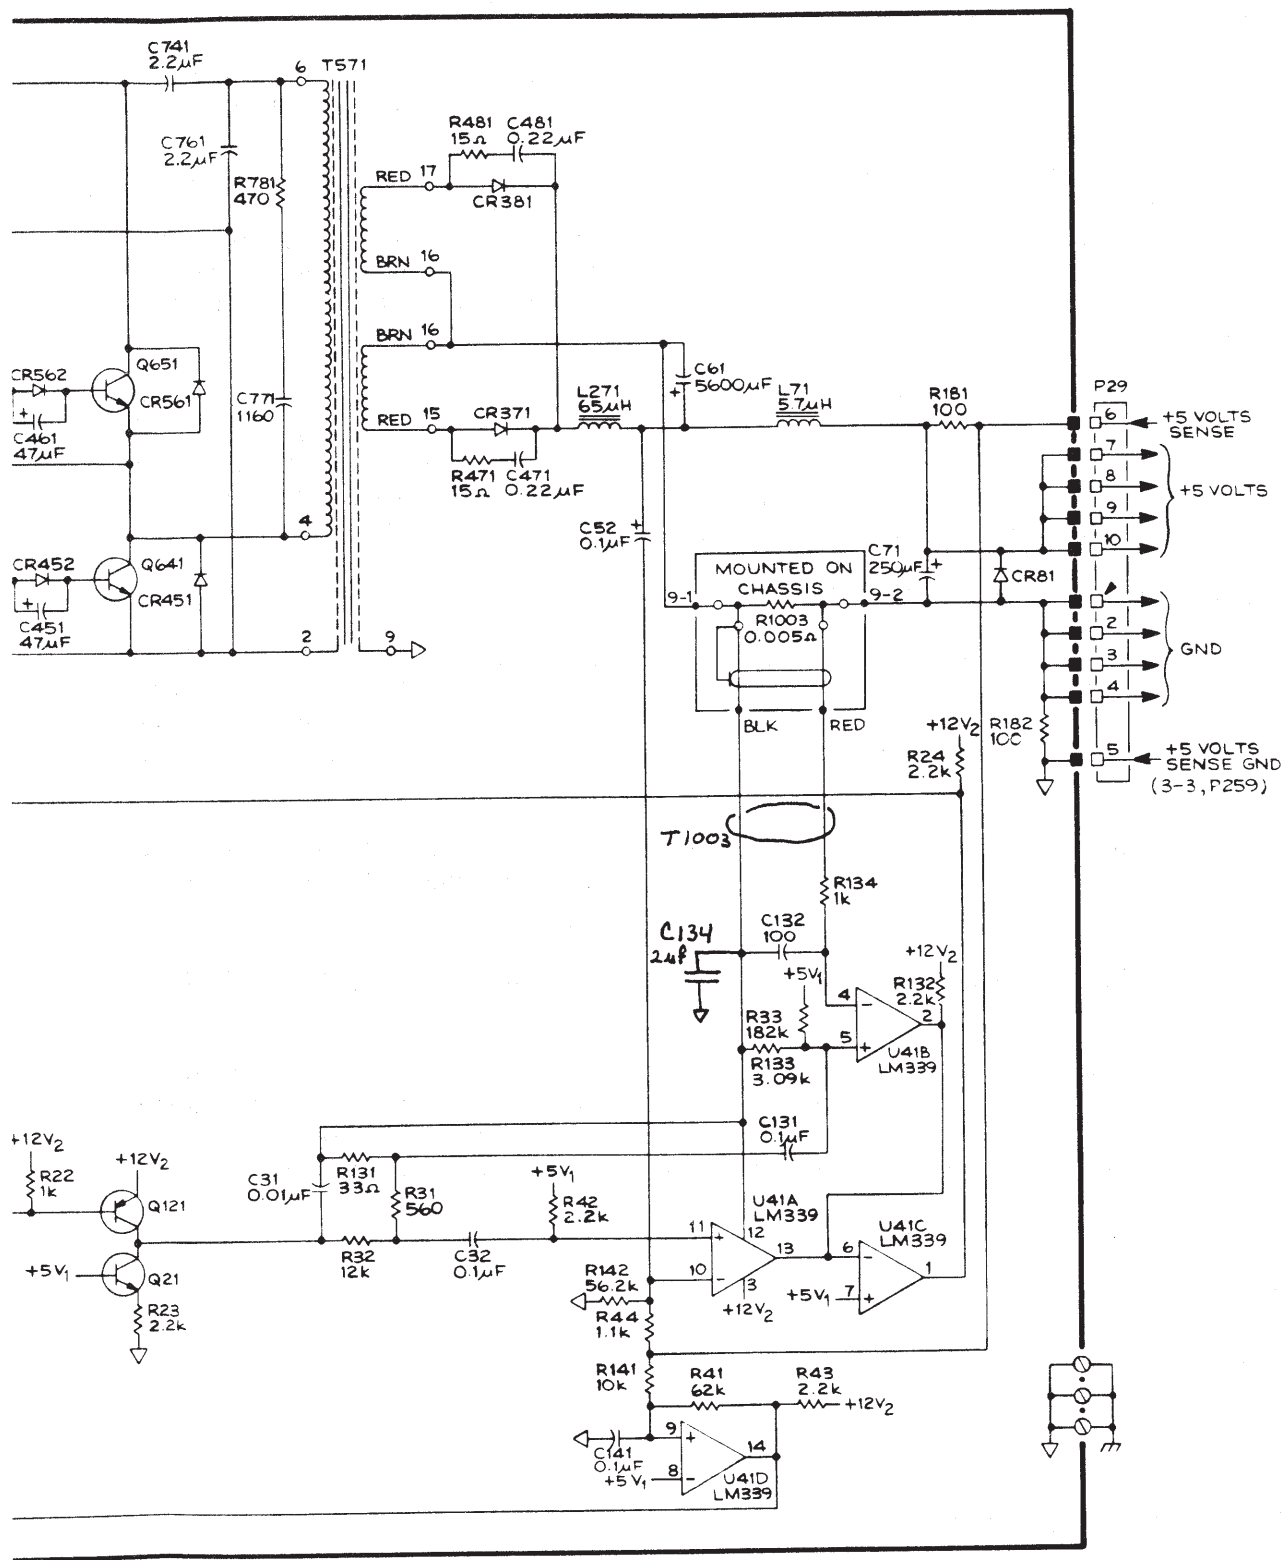 C741
2.2µF
6
T571
C761
2.2µF
R781
470
R481
15Ω
C481
0.22µF
RED
17
CR381
BRN
16
BRN
16
Q651
CR562
CR561
C461
47µF
C771
1160
RED
15
CR371
L271
65µH
C61
5600µF
L71
5.7µH
R181
100
P29
6
+5 VOLTS
SENSE
7
8
+5 VOLTS
9
10
R471
15Ω
C471
0.22µF
4
C52
0.1µF
CR452
Q641
CR451
C451
47µF
2
9
MOUNTED ON
CHASSIS
9-1
9-2
R1003
0.005Ω
C71
250µF
CR81
2
3
GND
4
BLK
RED
+12V2
R24
2.2k
R182
100
5
+5 VOLTS
SENSE GND
(3-3, P259)
T1003
R134
1k
C134
2µf
C132
100
+5V1
+12V2
R132
2.2k
4
-
2
R33
182k
5
+
U41B
LM339
R133
3.09k
C131
0.1µF
+12V2
R22
1k
+12V2
Q121
C31
0.01µF
R131
33Ω
R31
560
+5V1
R42
2.2k
U41A
LM339
11
+
12
13
U41C
LM339
6
-
1
R32
12k
C32
0.1µF
+5V1
Q21
R142
56.2k
10
-
3
+12V2
+5V1
7
+
R23
2.2k
R44
1.1k
R141
10k
R41
62k
R43
2.2k
+12V2
9
+
14
C141
0.1µF
8
-
+5V1
U41D
LM339